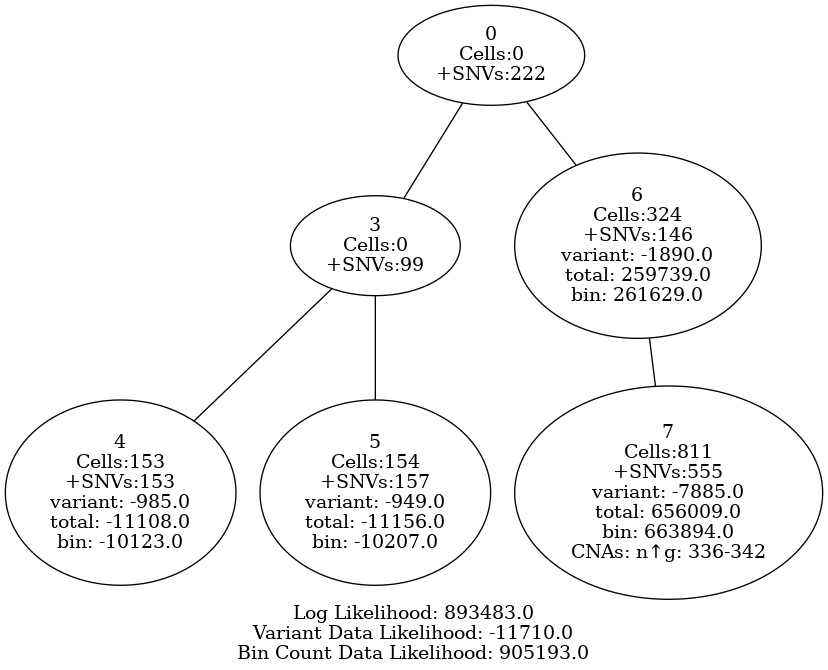 0
Cells:0
+SNVs:222
6
Cells:324
+SNVs:146
variant: -1890.0
total: 259739.0
bin: 261629.0
3
Cells:0
+SNVs:99
4
Cells:153
+SNVs:153
variant: -985.0
total: -11108.0
bin: -10123.0
5
Cells:154
+SNVs:157
variant: -949.0
total: -11156.0
bin: -10207.0
7
Cells:811
+SNVs:555
variant: -7885.0
total: 656009.0
bin: 663894.0
CNAs: n↑g: 336-342
Log Likelihood: 893483.0
Variant Data Likelihood: -11710.0
Bin Count Data Likelihood: 905193.0